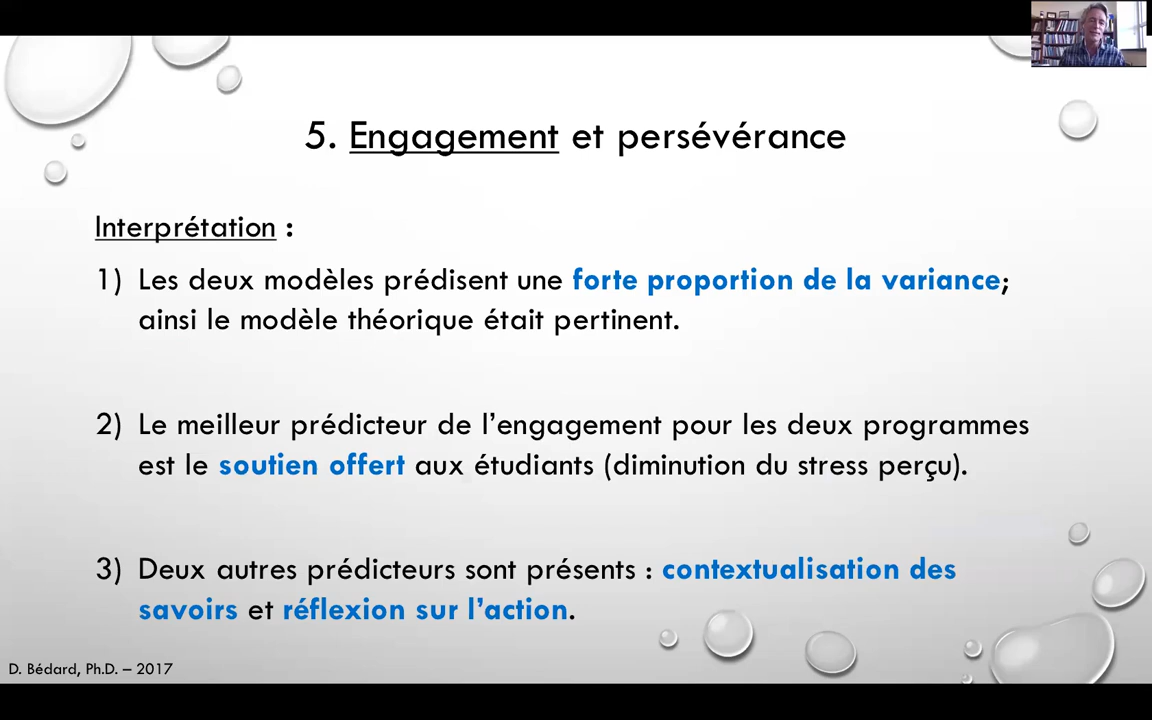 5. Engagement et persévérance
Interprétation :
1) Les deux modèles prédisent une forte proportion de la variance;
ainsi le modèle théorique était pertinent.
2) Le meilleur prédicteur de l’engagement pour les deux programmes
est le soutien offert aux étudiants (diminution du stress perçu).
3) Deux autres prédicteurs sont présents : contextualisation des
savoirs et réflexion sur l’action.
D. Bédard, Ph.D. – 2017